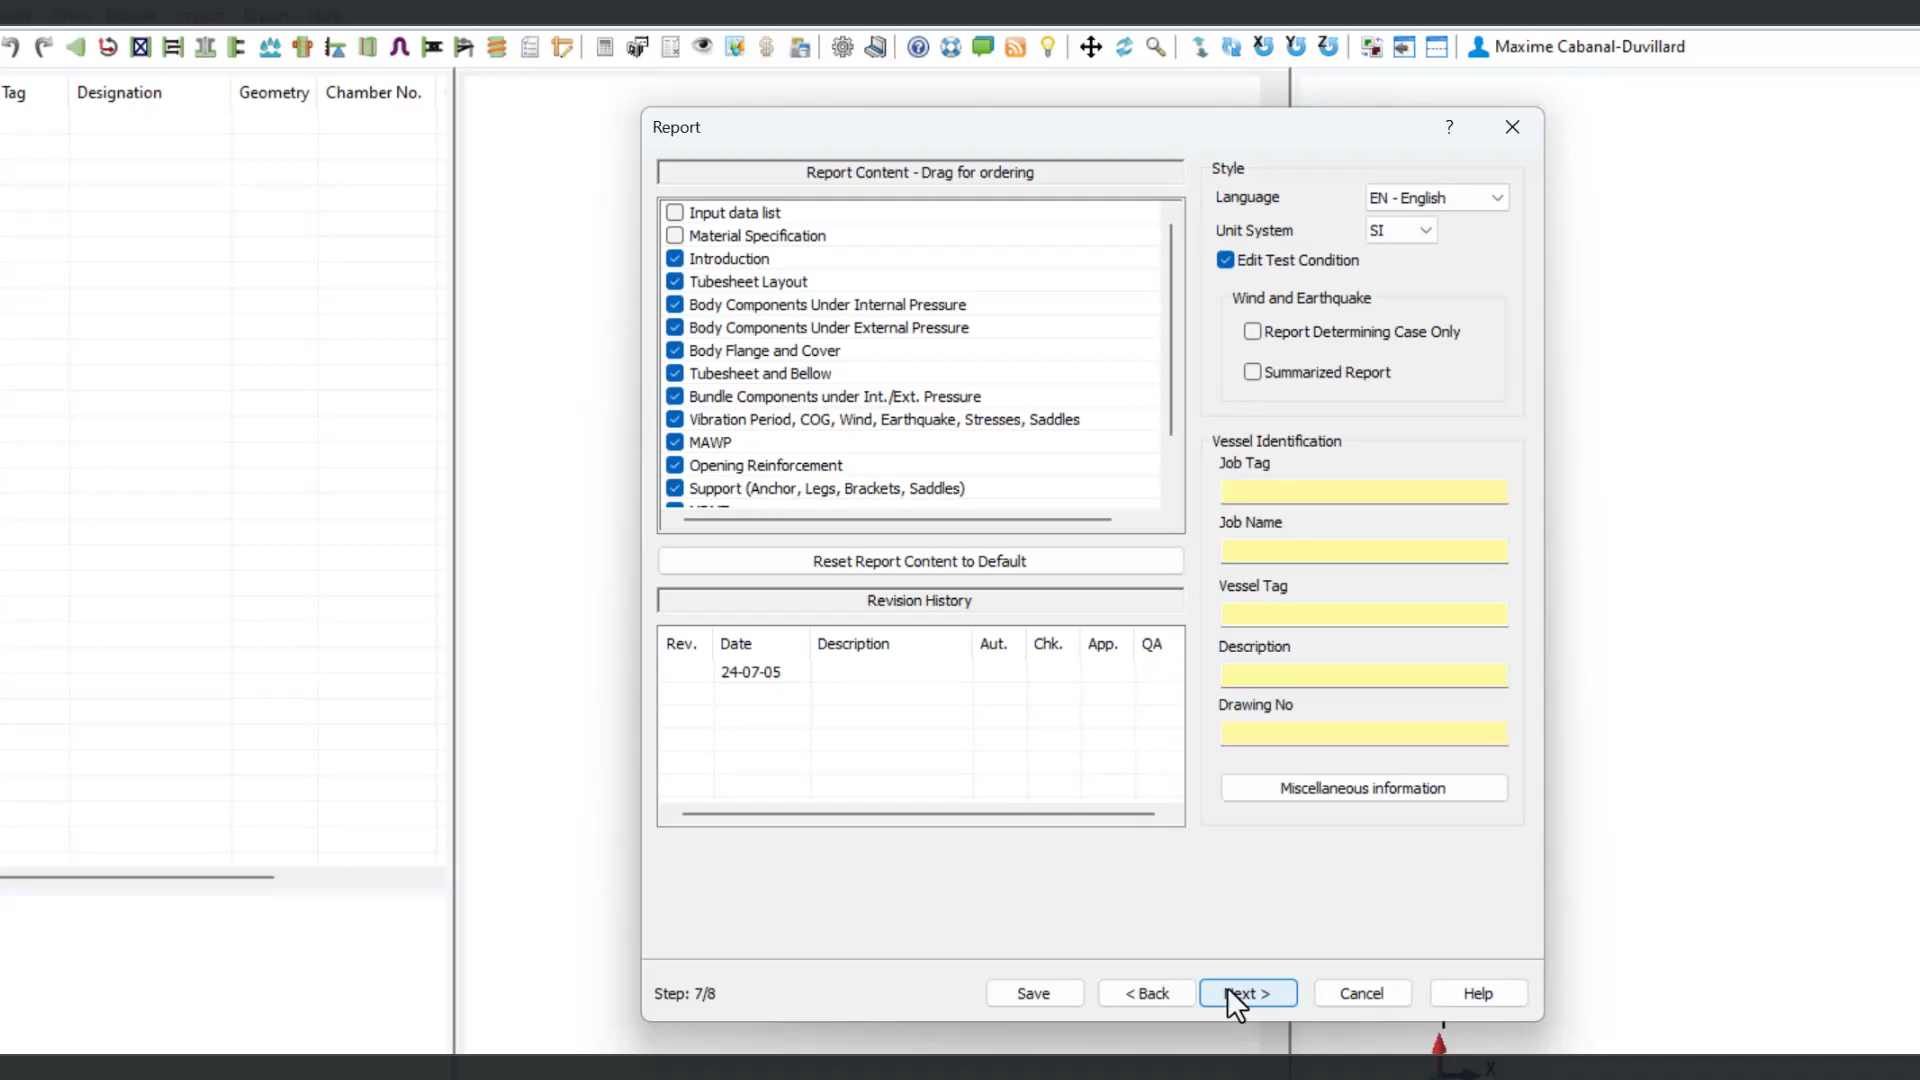 Maxime Cabanal-Duvillard
Tag Designation Geometry Chamber No.
Report ?
Report Content - Drag for ordering
Input data list
Material Specification
Introduction
Tubesheet Layout
Body Components Under Internal Pressure
Body Components Under External Pressure
Body Flange and Cover
Tubesheet and Bellow
Bundle Components under Int./Ext. Pressure
Vibration Period, COG, Wind, Earthquake, Stresses, Saddles
MAWP
Opening Reinforcement
Support (Anchor, Legs, Brackets, Saddles)
Reset Report Content to Default
Revision History
Rev. Date Description Aut. Chk. App. QA
24-07-05
Style
Language EN - English
Unit System SI
Edit Test Condition
Wind and Earthquake
Report Determining Case Only
Summarized Report
Vessel Identification
Job Tag
Job Name
Vessel Tag
Description
Drawing No
Miscellaneous information
Step: 7/8 Save < Back Next > Cancel Help
X